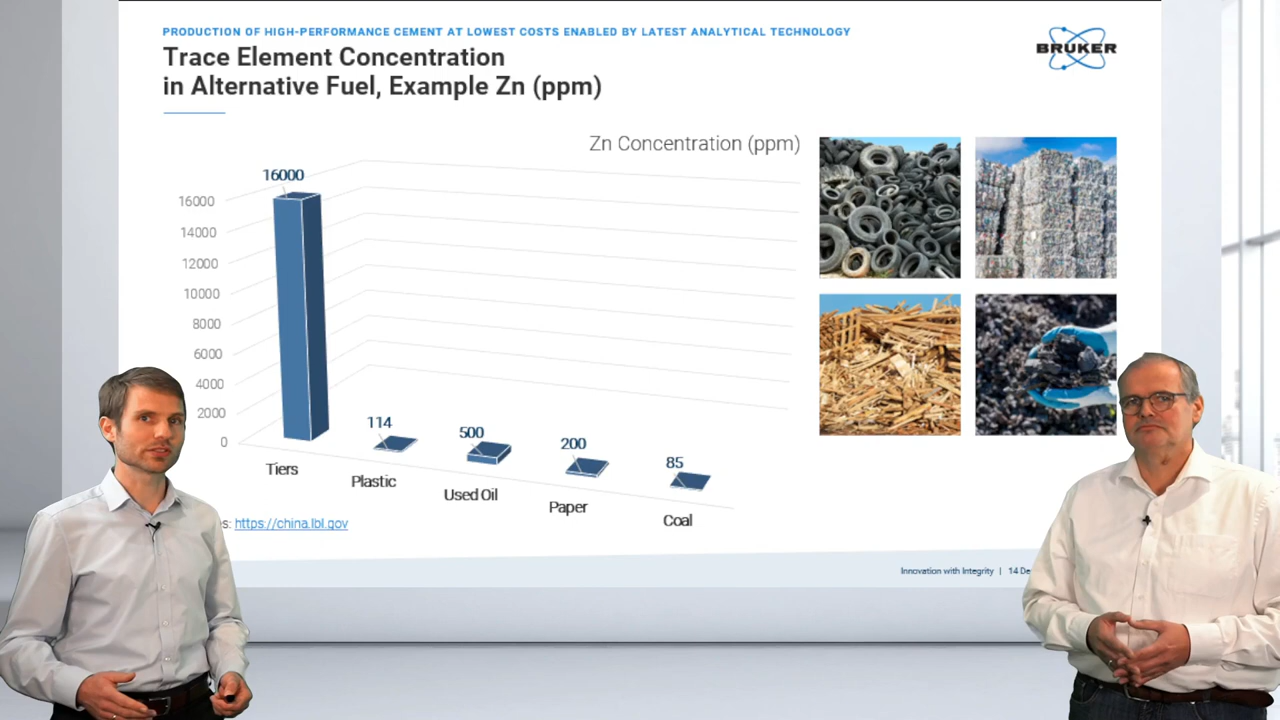 PRODUCTION OF HIGH-PERFORMANCE CEMENT AT LOWEST COSTS ENABLED BY LATEST ANALYTICAL TECHNOLOGY
Trace Element Concentration
in Alternative Fuel, Example Zn (ppm)
BRUKER
Zn Concentration (ppm)
16000
16000
14000
12000
10000
8000
6000
4000
2000
0
114
500
200
85
Tiers
Plastic
Used Oil
Paper
Coal
https://china.lbl.gov
Innovation with Integrity | 14